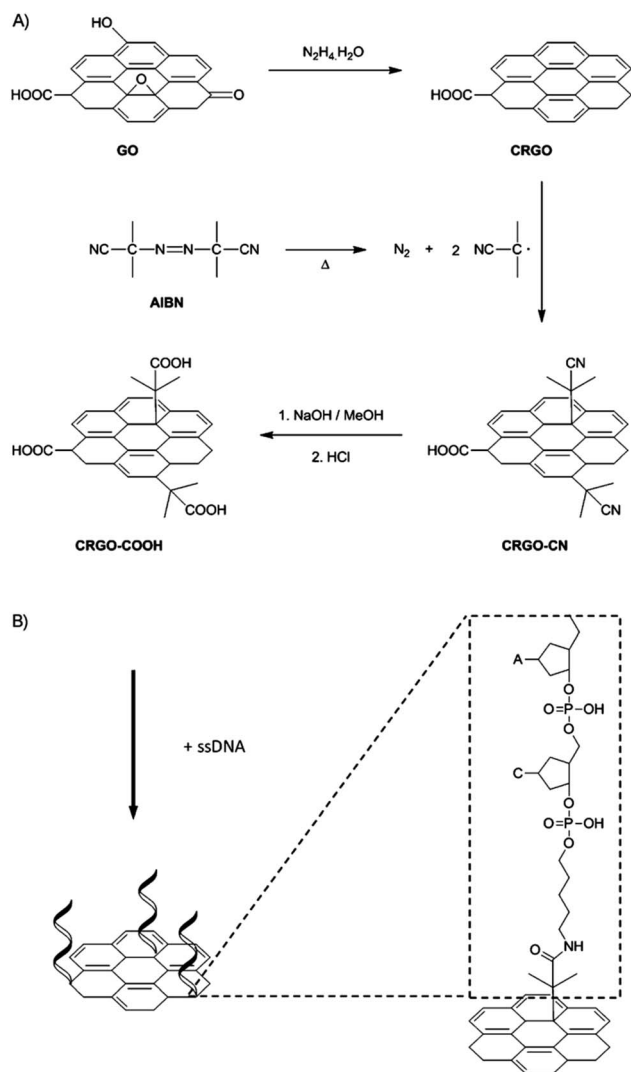 A)
HO
N2H4.H2O
O
O
HOOC
HOOC
GO
CRGO
NC—C—N=N—C—CN
Δ
N2 + 2 NC—C·
AIBN
COOH
CN
1. NaOH / MeOH
HOOC
2. HCl
HOOC
COOH
CN
CRGO-COOH
CRGO-CN
B)
A
O
O=P-OH
O
+ ssDNA
C
O
O=P-OH
O
NH
O